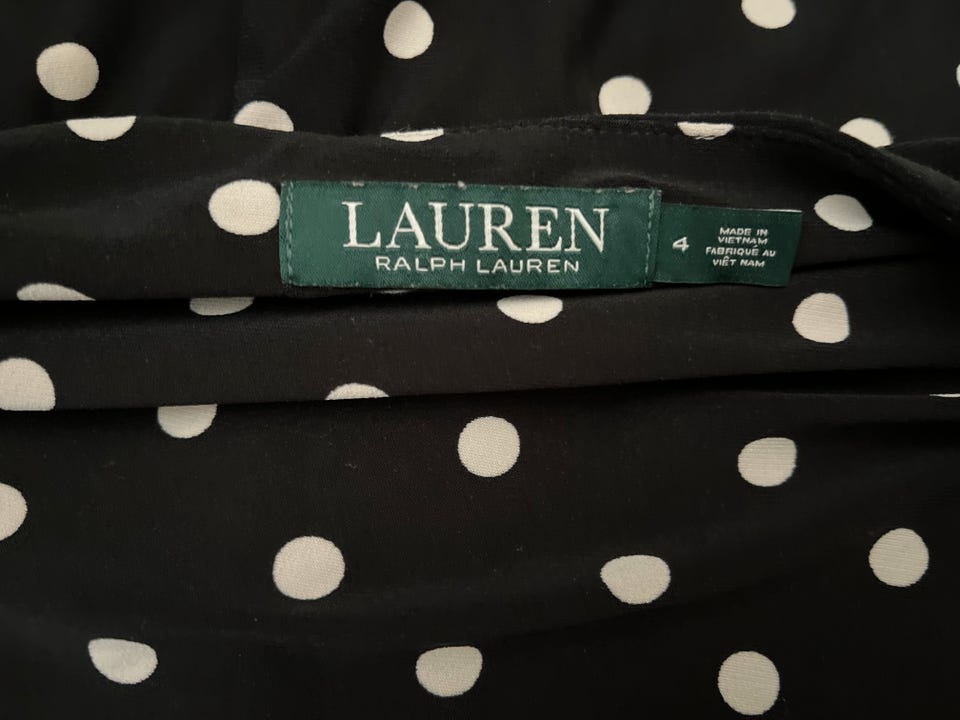 LAUREN
RALPH LAUREN
4
MADE IN
VIETNAM
FABRIQUÉ AU
VIÊT NAM